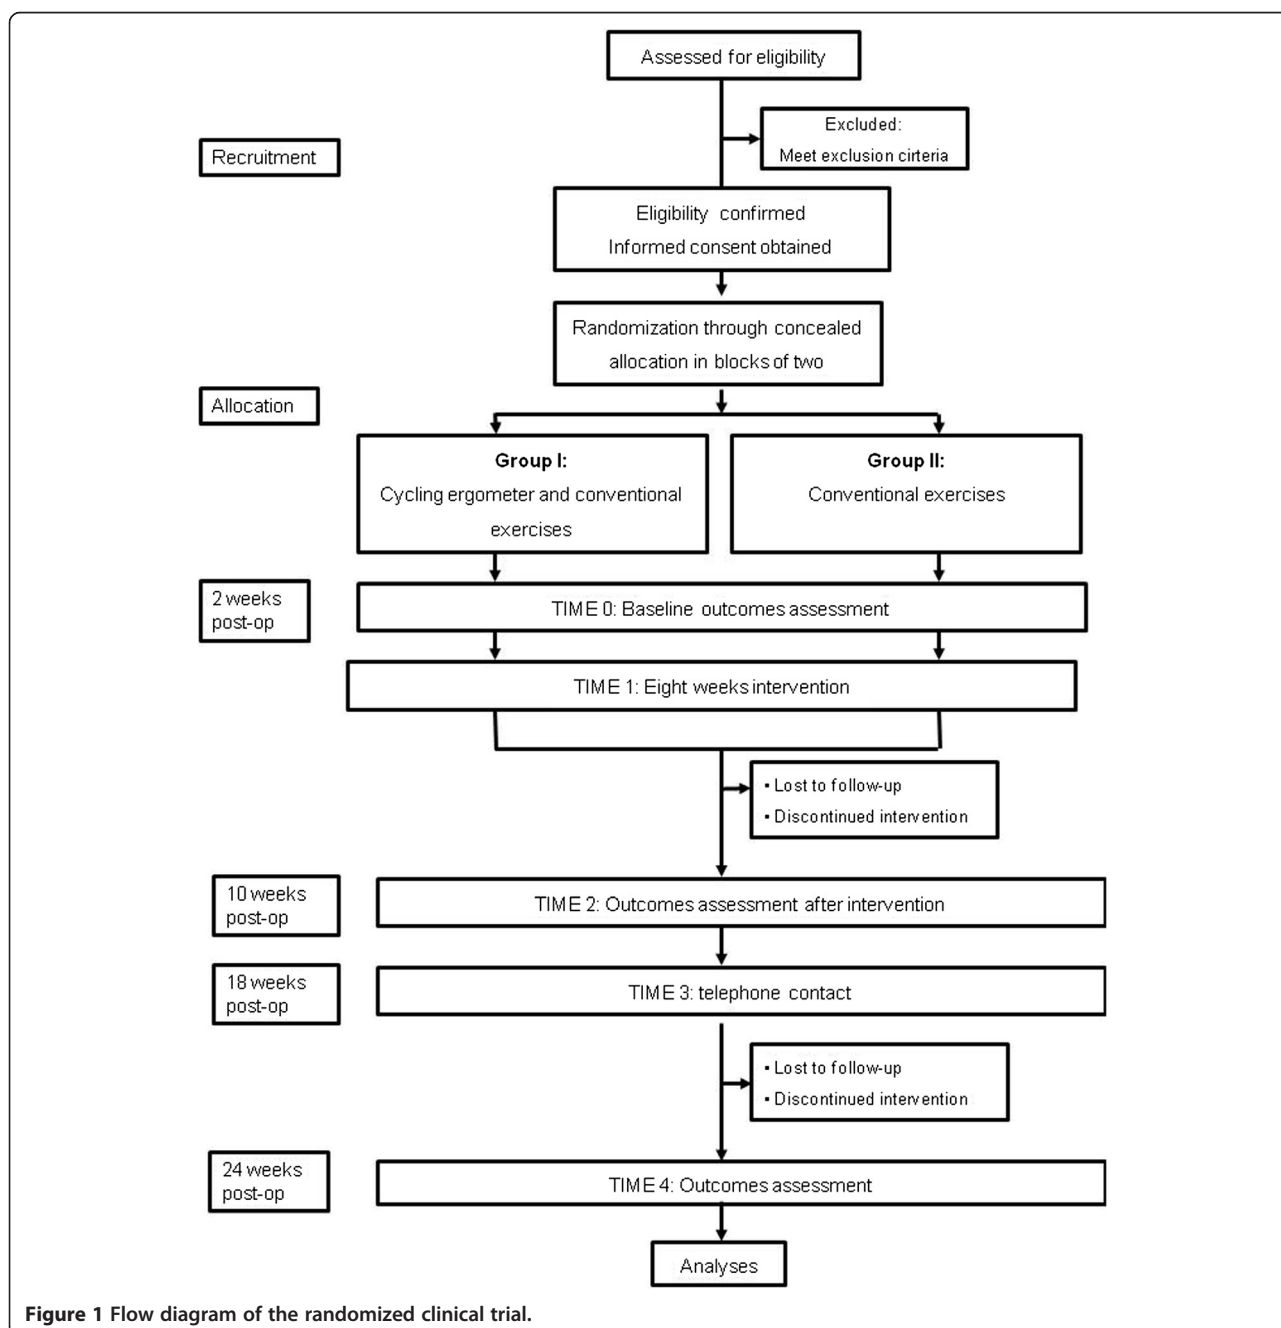 Assessed for eligibility
Excluded:
Meet exclusion cirteria
Recruitment
Eligibility confirmed
Informed consent obtained
Randomization through concealed
allocation in blocks of two
Allocation
Group I:
Cycling ergometer and conventional
exercises
Group II:
Conventional exercises
2 weeks
post-op
TIME 0: Baseline outcomes assessment
TIME 1: Eight weeks intervention
▪ Lost to follow-up
▪ Discontinued intervention
10 weeks
post-op
TIME 2: Outcomes assessment after intervention
18 weeks
post-op
TIME 3: telephone contact
▪ Lost to follow-up
▪ Discontinued intervention
24 weeks
post-op
TIME 4: Outcomes assessment
Analyses
Figure 1 Flow diagram of the randomized clinical trial.